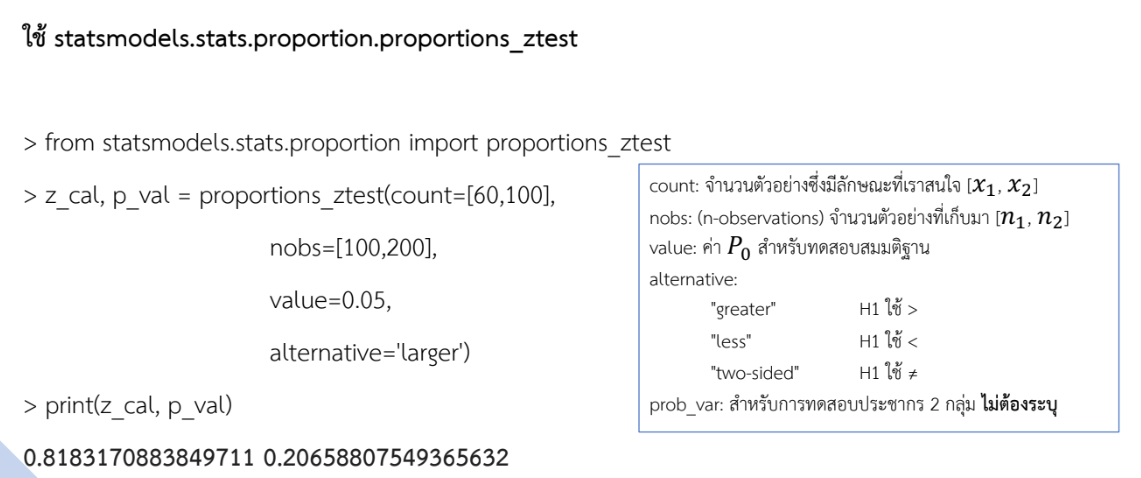 ใช้ statsmodels.stats.proportion.proportions_ztest
> from statsmodels.stats.proportion import proportions_ztest
> z_cal, p_val = proportions_ztest(count=[60,100],
nobs=[100,200],
value=0.05,
alternative='larger')
> print(z_cal, p_val)
0.8183170883849711 0.20658807549365632
count: จำนวนตัวอย่างซึ่งมีลักษณะที่เราสนใจ [x₁, x₂]
nobs: (n-observations) จำนวนตัวอย่างที่เก็บมา [n₁, n₂]
value: ค่า P₀ สำหรับทดสอบสมมติฐาน
alternative:
"greater" H1 ใช้ >
"less" H1 ใช้ <
"two-sided" H1 ใช้ ≠
prob_var: สำหรับการทดสอบประชากร 2 กลุ่ม ไม่ต้องระบุ